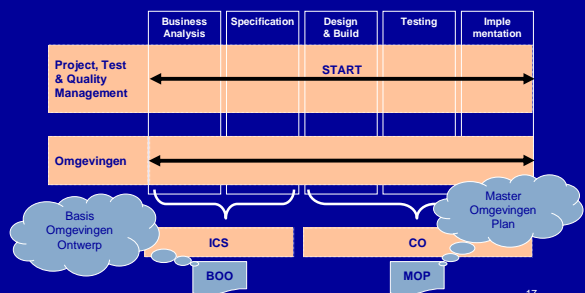 Business
Analysis
Specification
Design
& Build
Testing
Imple
mentation
Project, Test
& Quality
Management
START
Omgevingen
Basis
Omgevingen
Ontwerp
Master
Omgevingen
Plan
ICS
CO
BOO
MOP
17